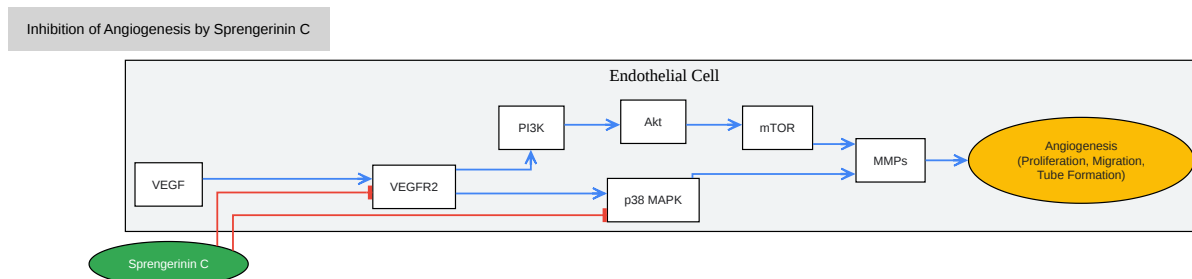 Inhibition of Angiogenesis by Sprengerinin C
Endothelial Cell
PI3K
Akt
mTOR
VEGF
VEGFR2
p38 MAPK
MMPs
Angiogenesis
(Proliferation, Migration,
Tube Formation)
Sprengerinin C